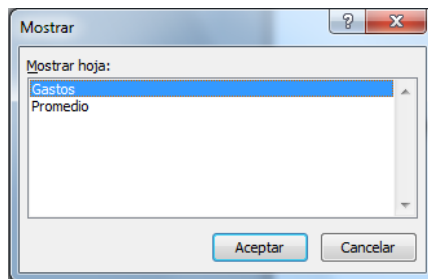 Mostrar
Mostrar hoja:
Gastos
Promedio
Aceptar
Cancelar